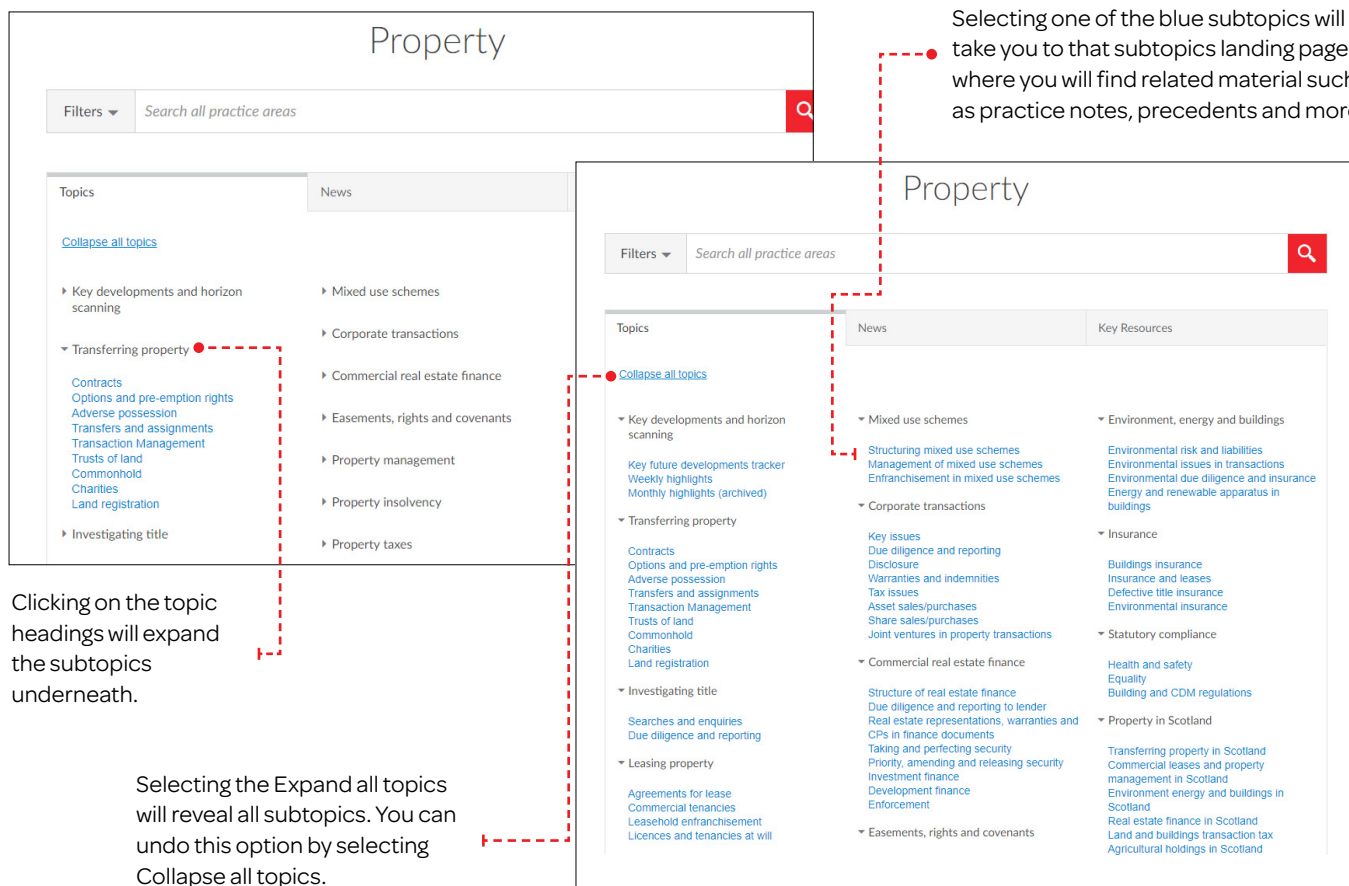 Property
Filters
Search all practice areas
Topics
News
Collapse all topics
Key developments and horizon
scanning
Transferring property
Contracts
Options and pre-emption rights
Adverse possession
Transfers and assignments
Transaction Management
Trusts of land
Commonhold
Charities
Land registration
Investigating title
Mixed use schemes
Corporate transactions
Commercial real estate finance
Easements, rights and covenants
Property management
Property insolvency
Property taxes
Selecting one of the blue subtopics will
take you to that subtopics landing page
where you will find related material such
as practice notes, precedents and more
Property
Filters
Search all practice areas
Topics
News
Key Resources
Collapse all topics
Key developments and horizon
scanning
Key future developments tracker
Weekly highlights
Monthly highlights (archived)
Transferring property
Contracts
Options and pre-emption rights
Adverse possession
Transfers and assignments
Transaction Management
Trusts of land
Commonhold
Charities
Land registration
Investigating title
Searches and enquiries
Due diligence and reporting
Leasing property
Agreements for lease
Commercial tenancies
Leasehold enfranchisement
Licences and tenancies at will
Mixed use schemes
Structuring mixed use schemes
Management of mixed use schemes
Enfranchisement in mixed use schemes
Corporate transactions
Key issues
Due diligence and reporting
Disclosure
Warranties and indemnities
Tax issues
Asset sales/purchases
Share sales/purchases
Joint ventures in property transactions
Commercial real estate finance
Structure of real estate finance
Due diligence and reporting to lender
Real estate representations, warranties and
CPs in finance documents
Taking and perfecting security
Priority, amending and releasing security
Investment finance
Development finance
Enforcement
Easements, rights and covenants
Environment, energy and buildings
Environmental risk and liabilities
Environmental issues in transactions
Environmental due diligence and insurance
Energy and renewable apparatus in
buildings
Insurance
Buildings insurance
Insurance and leases
Defective title insurance
Environmental insurance
Statutory compliance
Health and safety
Equality
Building and CDM regulations
Property in Scotland
Transferring property in Scotland
Commercial leases and property
management in Scotland
Environment energy and buildings in
Scotland
Real estate finance in Scotland
Land and buildings transaction tax
Agricultural holdings in Scotland
Clicking on the topic
headings will expand
the subtopics
underneath.
Selecting the Expand all topics
will reveal all subtopics. You can
undo this option by selecting
Collapse all topics.